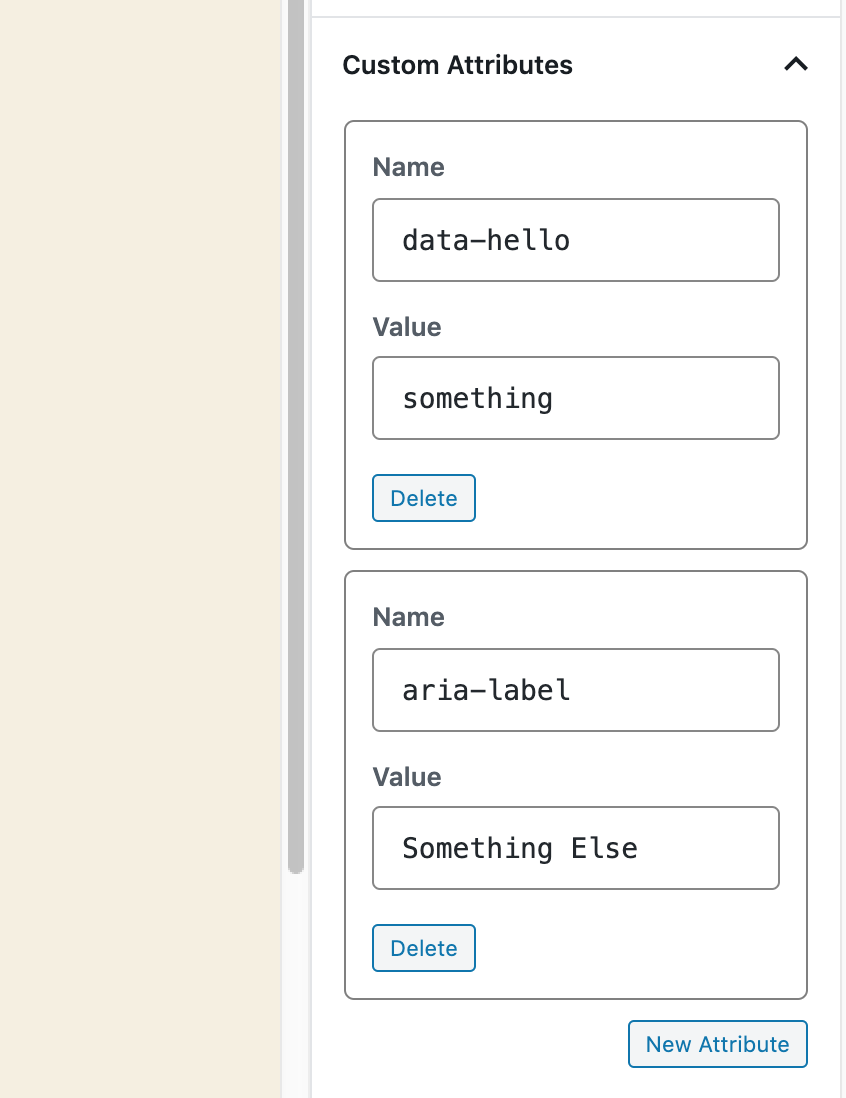 Custom Attributes
Name
data-hello
Value
something
Delete
Name
aria-label
Value
Something Else
Delete
New Attribute